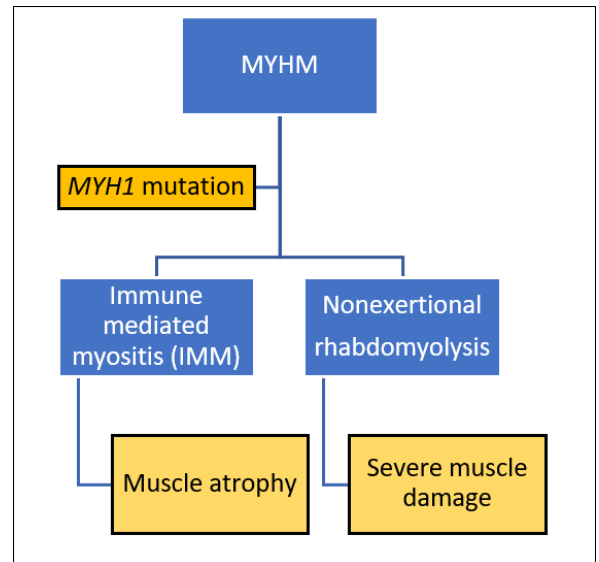 MYHM
MYH1 mutation
Immune
mediated
myositis (IMM)
Nonexertional
rhabdomyolysis
Muscle atrophy
Severe muscle
damage